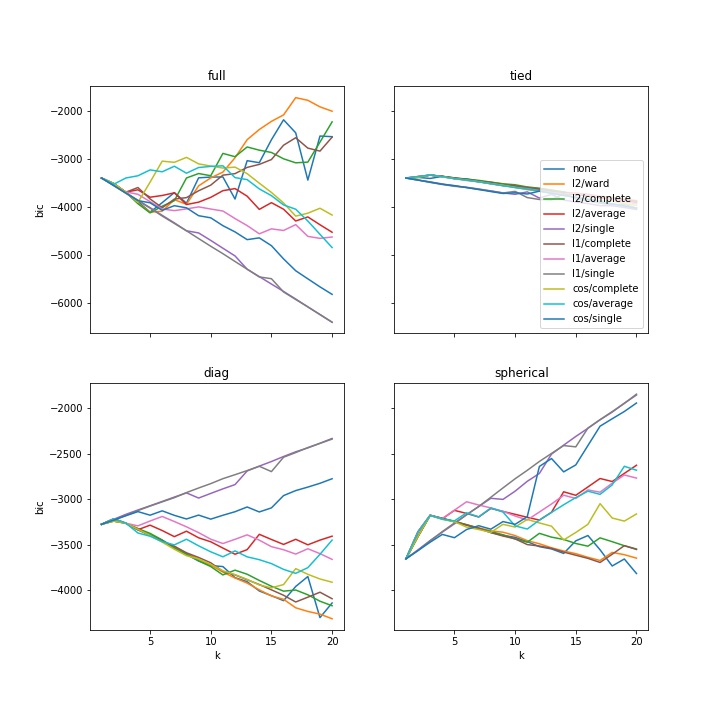 full
tied
−2000
−3000
−4000
−5000
−6000
bic
none
l2/ward
l2/complete
l2/average
l2/single
l1/complete
l1/average
l1/single
cos/complete
cos/average
cos/single
diag
spherical
−2000
−2500
−3000
−3500
−4000
bic
5 10 15 20
5 10 15 20
k
k